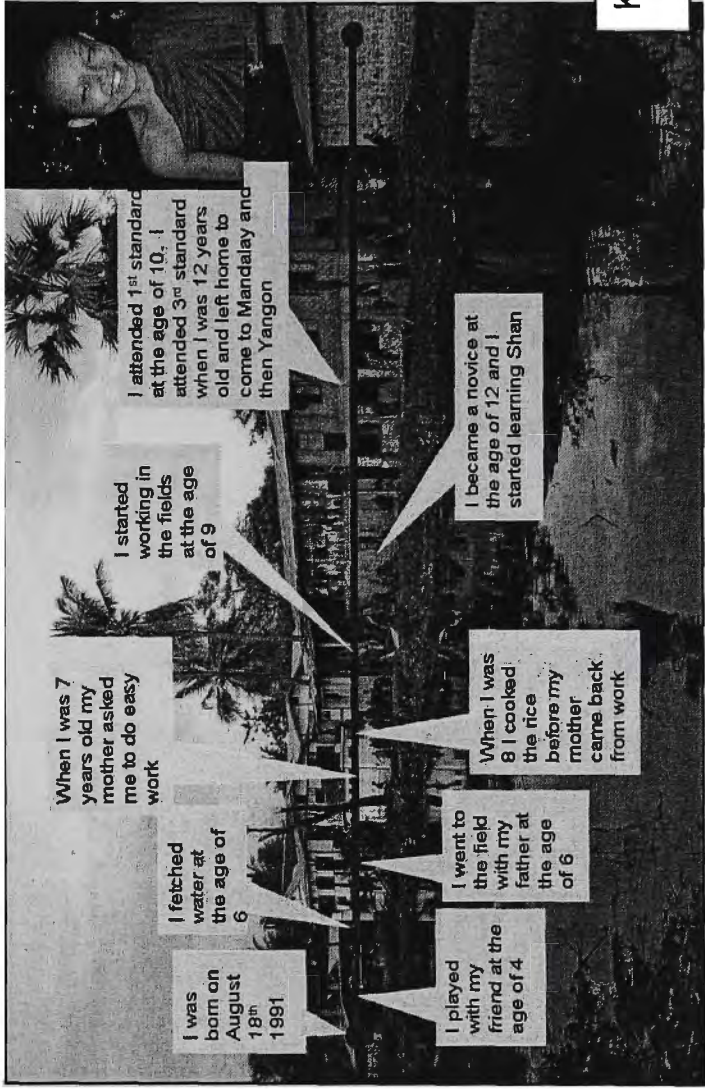 I was
born on
August
18th
1991
I fetched
water at
the age of
6
When I was 7
years old my
mother asked
me to do easy
work
I started
working in
the fields
at the age
of 9
I attended 1st standard
at the age of 10. I
attended 3rd standard
when I was 12 years
old and left home to
come to Mandalay and
then Yangon
I played
with my
friend at the
age of 4
I went to
the field
with my
father at
the age
of 6
When I was
8 I cooked
the rice
before my
mother
came back
from work
I became a novice at
the age of 12 and I
started learning Shan